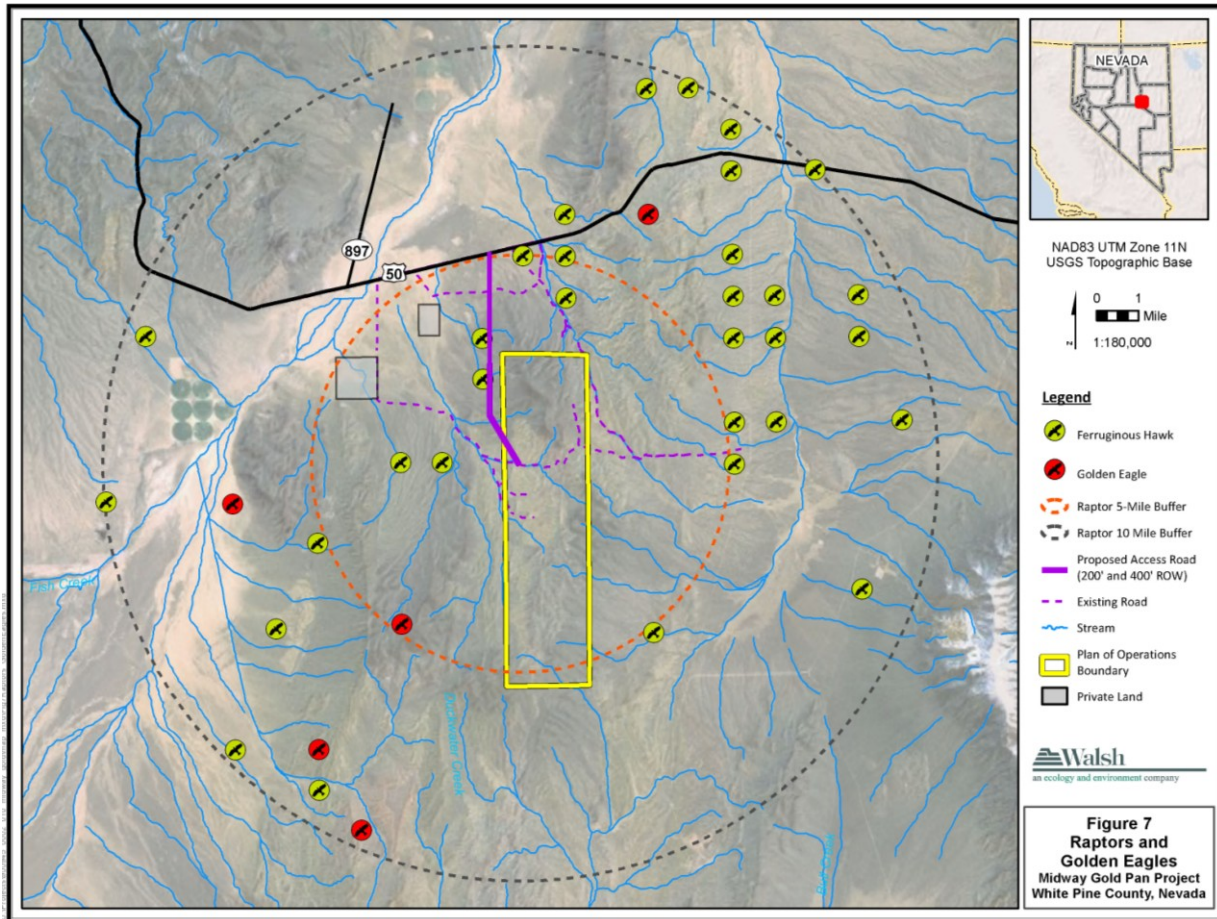 897
50
Fish Creek
Duckwater Creek
NEVADA
NAD83 UTM Zone 11N
USGS Topographic Base
0 1
Mile
1:180,000
Legend
Ferruginous Hawk
Golden Eagle
Raptor 5-Mile Buffer
Raptor 10 Mile Buffer
Proposed Access Road
(200' and 400' ROW)
Existing Road
Stream
Plan of Operations
Boundary
Private Land
Walsh
an ecology and environment company
Figure 7
Raptors and
Golden Eagles
Midway Gold Pan Project
White Pine County, Nevada